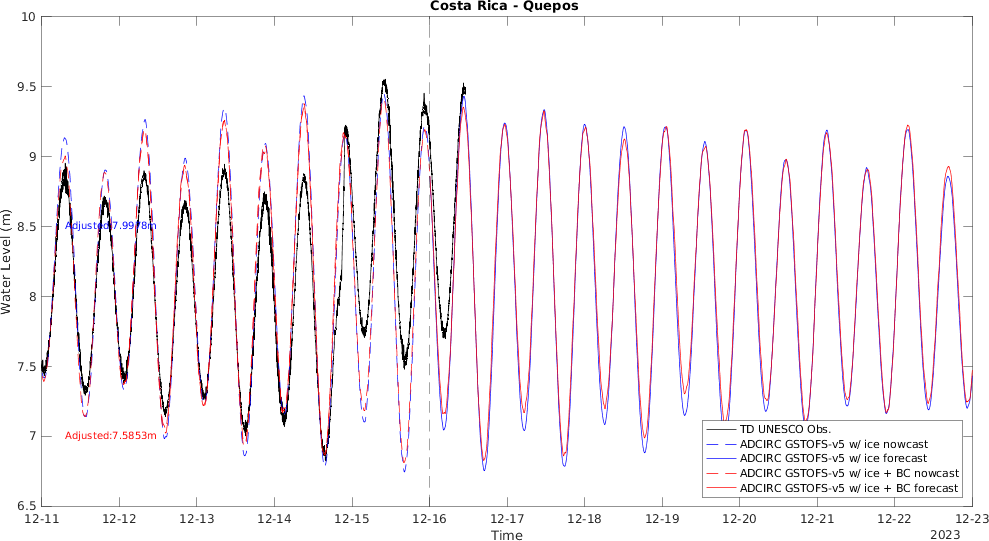 Costa Rica - Quepos
Water Level (m)
10
9.5
9
8.5
8
7.5
7
6.5
Adjusted:7.9978m
Adjusted:7.5853m
TD UNESCO Obs.
ADCIRC GSTOFS-v5 w/ ice nowcast
ADCIRC GSTOFS-v5 w/ ice forecast
ADCIRC GSTOFS-v5 w/ ice + BC nowcast
ADCIRC GSTOFS-v5 w/ ice + BC forecast
12-11 12-12 12-13 12-14 12-15 12-16 12-17 12-18 12-19 12-20 12-21 12-22 12-23
Time
2023